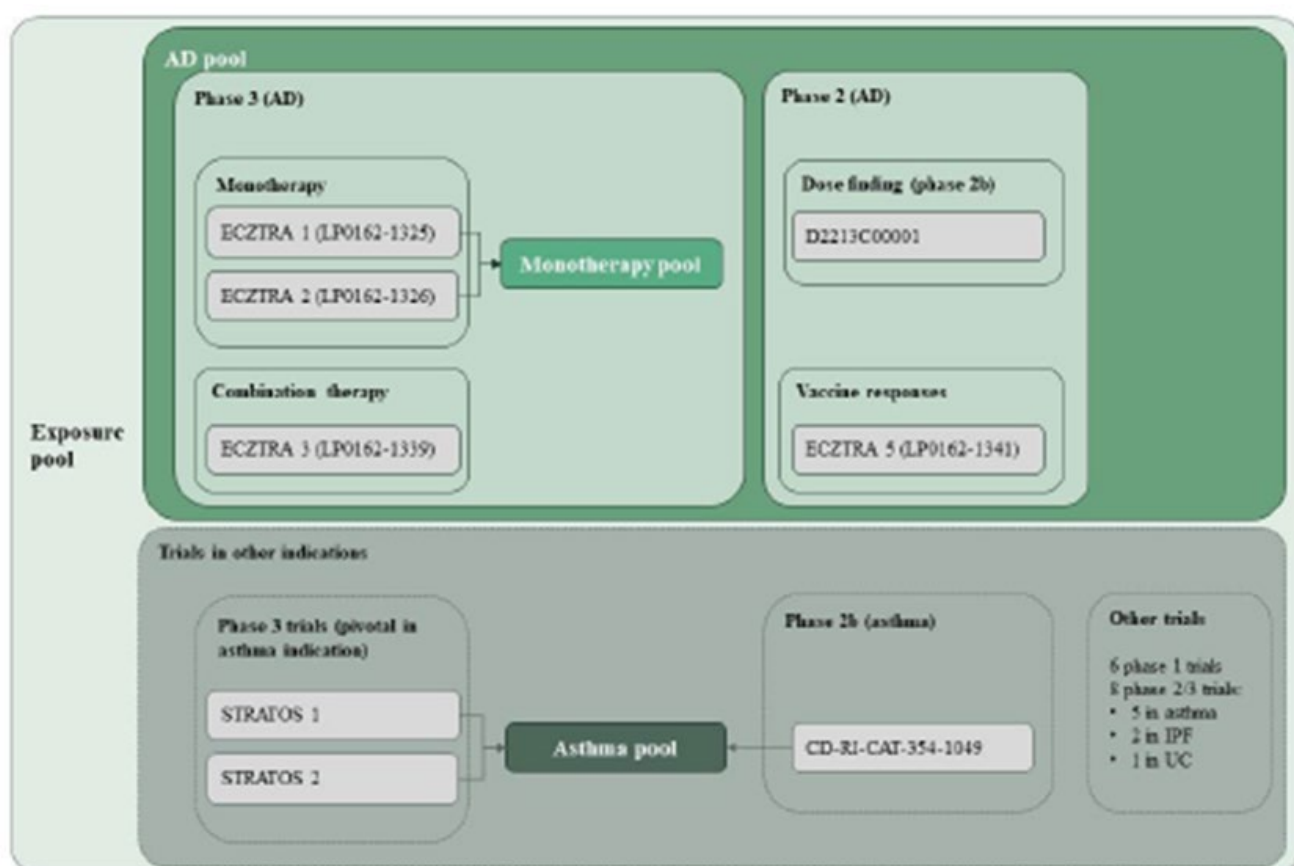 AD pool
Phase 3 (AD)
Monotherapy
ECZTRA 1 (LP0162-1325)
ECZTRA 2 (LP0162-1326)
Monotherapy pool
Combination therapy
ECZTRA 3 (LP0162-1339)
Phase 2 (AD)
Dose finding (phase 2b)
D2213C00001
Vaccine responses
ECZTRA 5 (LP0162-1341)
Exposure
pool
Trials in other indications
Phase 3 trials (pivotal in
asthma indication)
STRATOS 1
STRATOS 2
Asthma pool
Phase 2b (asthma)
CD-RI-CAT-354-1049
Other trials
6 phase 1 trials
8 phase 2/3 trials:
• 5 in asthma
• 2 in IPF
• 1 in UC